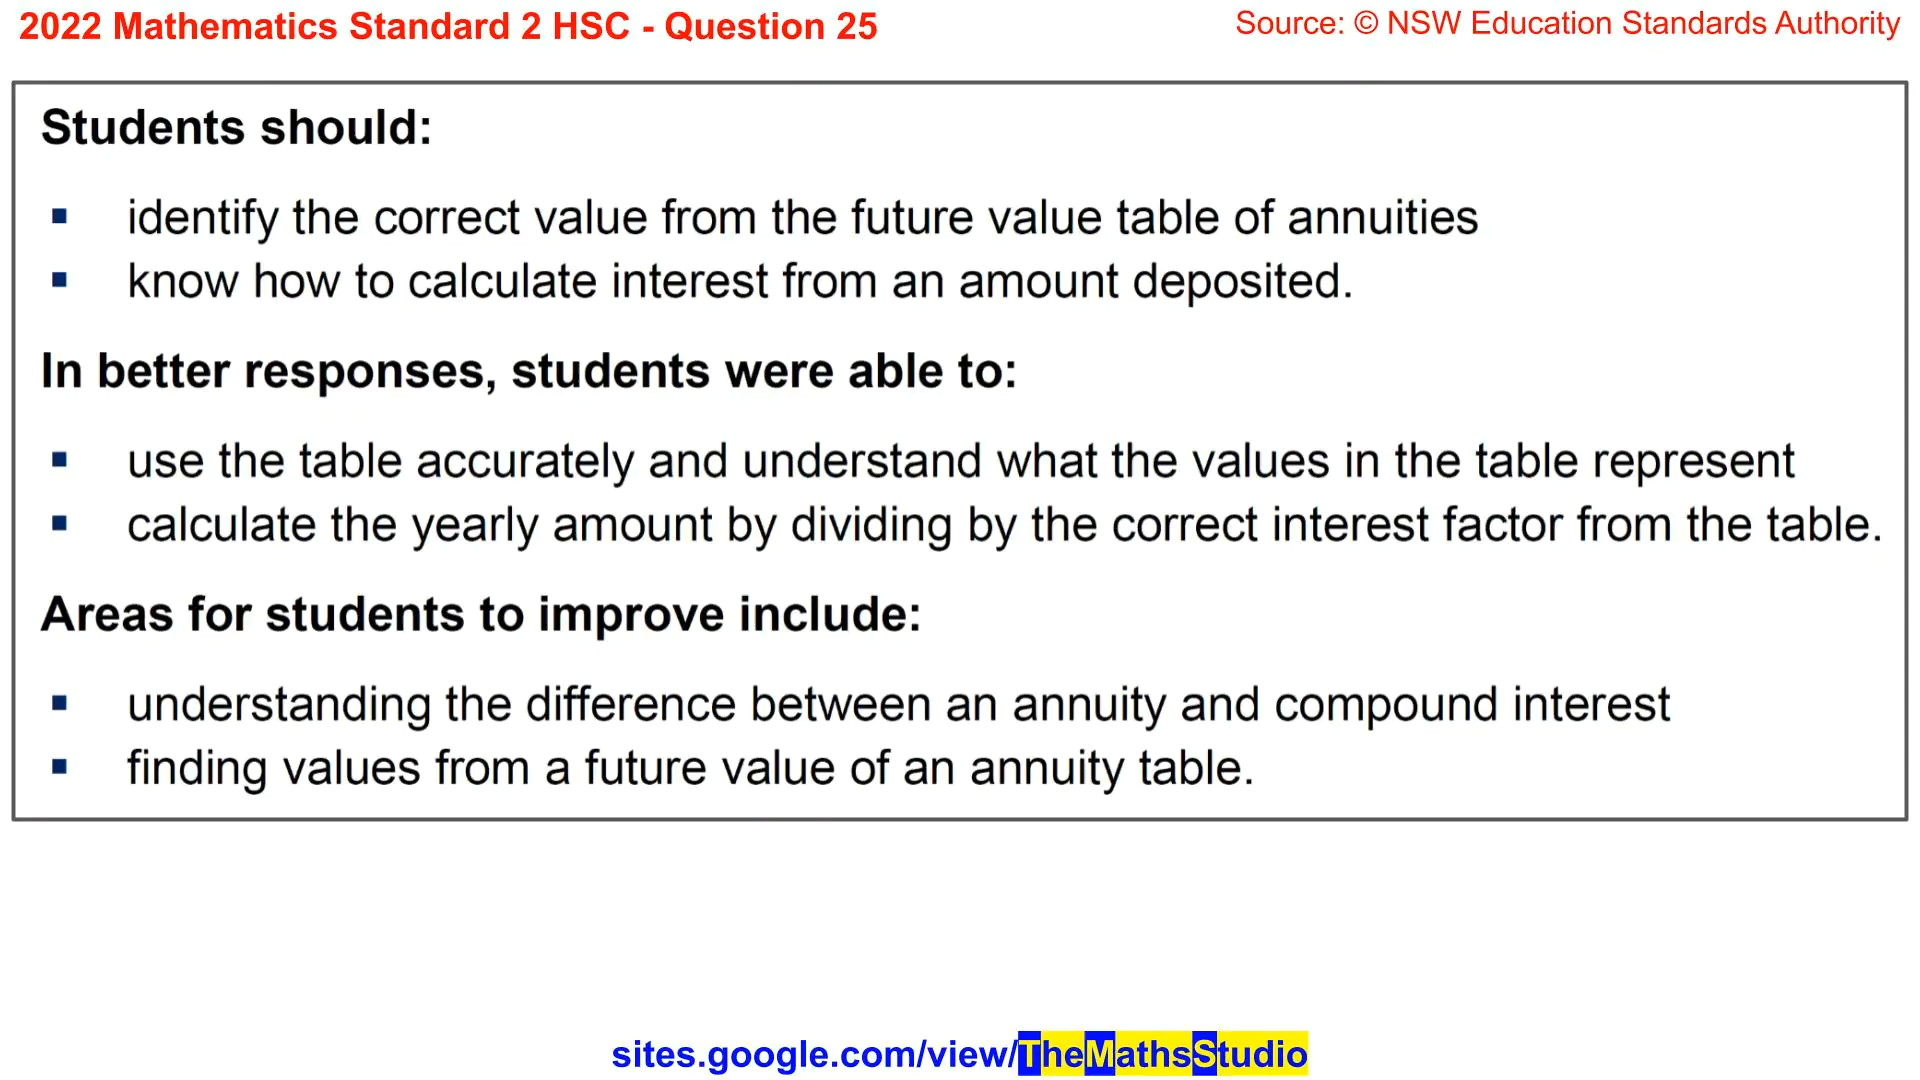 2022 Mathematics Standard 2 HSC - Question 25
Source: © NSW Education Standards Authority
Students should:
▪ identify the correct value from the future value table of annuities
▪ know how to calculate interest from an amount deposited.
In better responses, students were able to:
▪ use the table accurately and understand what the values in the table represent
▪ calculate the yearly amount by dividing by the correct interest factor from the table.
Areas for students to improve include:
▪ understanding the difference between an annuity and compound interest
▪ finding values from a future value of an annuity table.
sites.google.com/view/TheMathsStudio